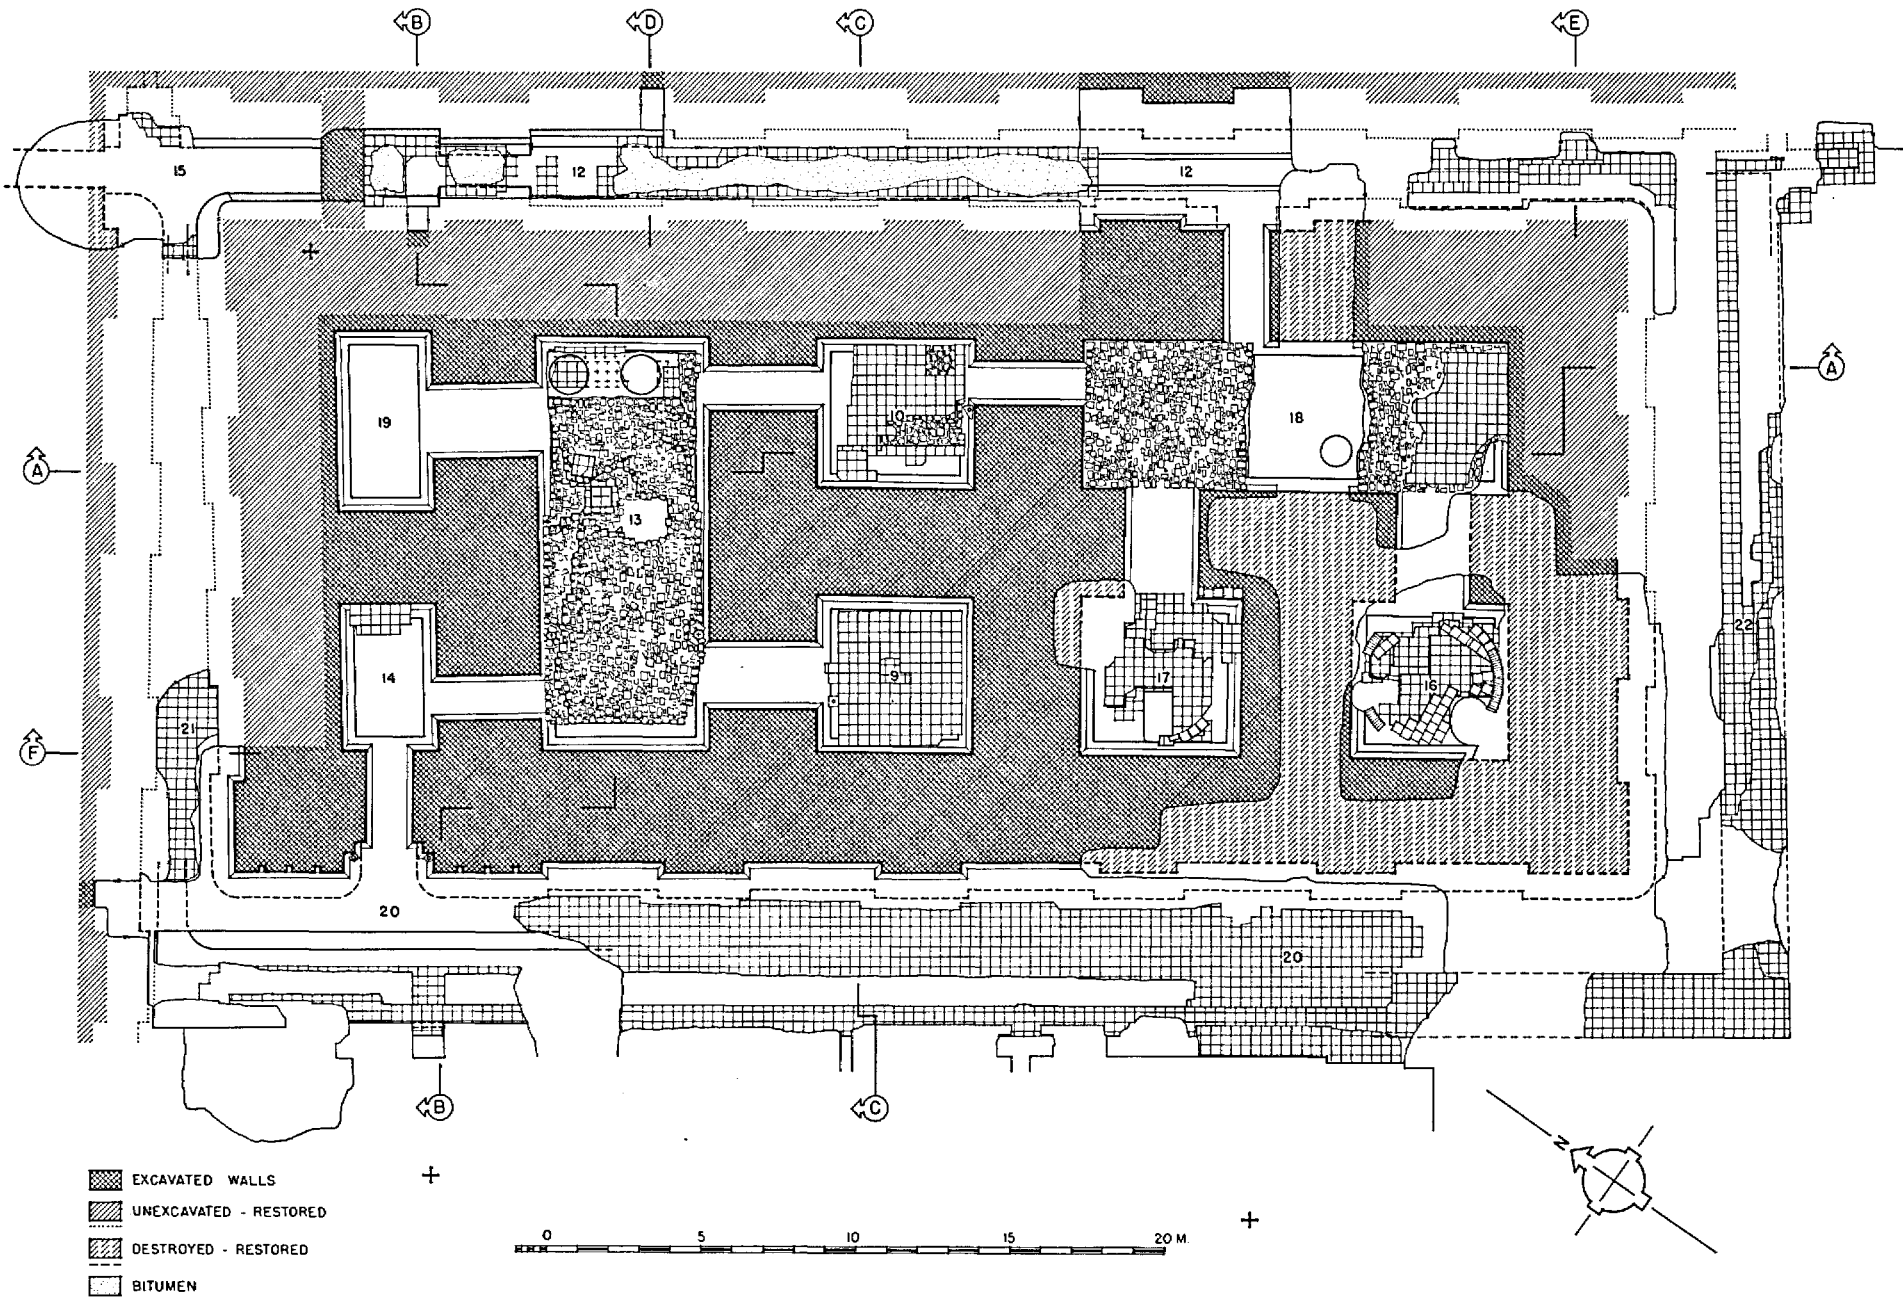 B D C E
15 12 12
19 10 18 A
A 13
14 9 17 16 22
21
F
20
20
B C
N
EXCAVATED WALLS
UNEXCAVATED - RESTORED
DESTROYED - RESTORED
BITUMEN
0 5 10 15 20 M.